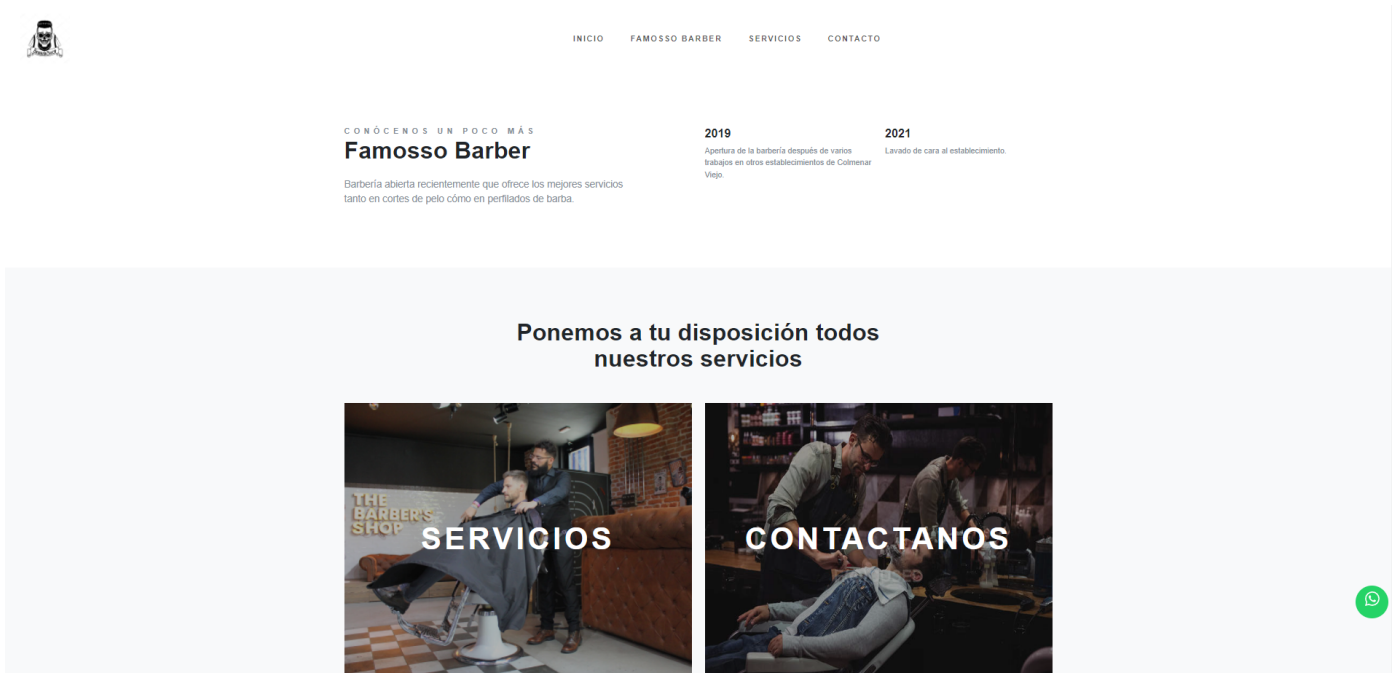 INICIO FAMOSSO BARBER SERVICIOS CONTACTO
CONÓCENOS UN POCO MÁS
Famosso Barber
Barbería abierta recientemente que ofrece los mejores servicios
tanto en cortes de pelo cómo en perfilados de barba.
2019
Apertura de la barbería después de varios
trabajos en otros establecimientos de Colmenar
Viejo.
2021
Lavado de cara al establecimiento.
Ponemos a tu disposición todos
nuestros servicios
THE
BARBER'S
SHOP
SERVICIOS
CONTACTANOS